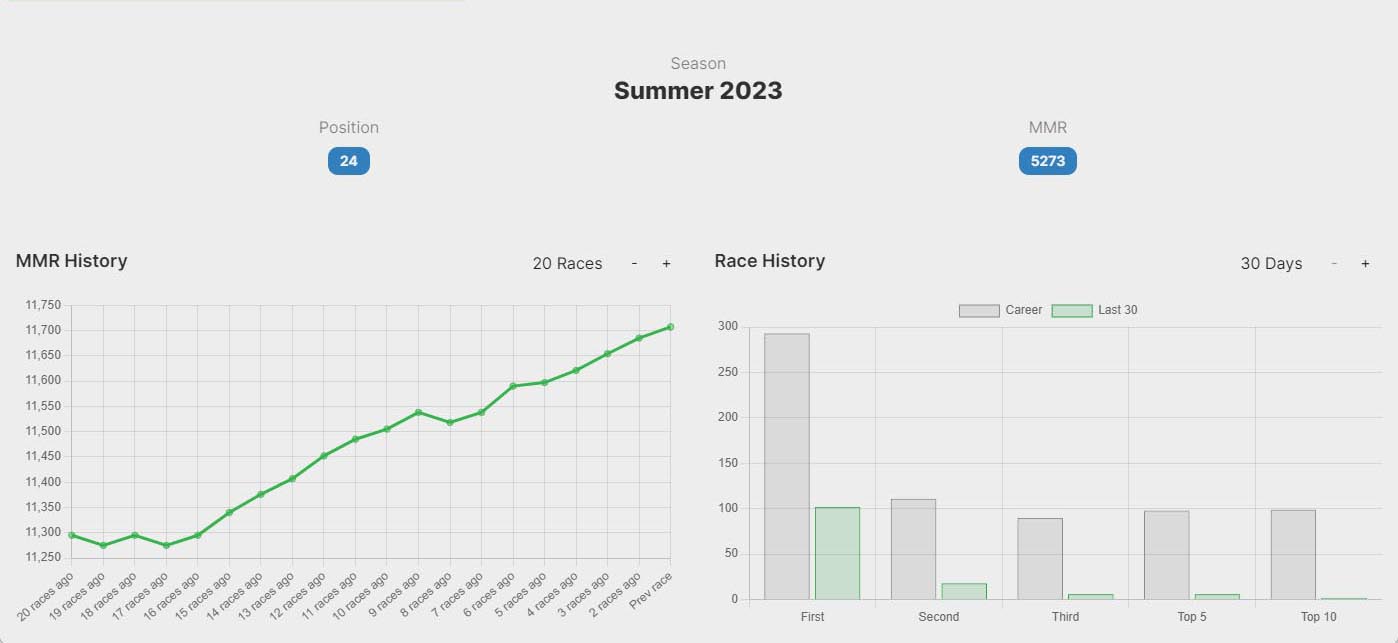 Season
Summer 2023
Position MMR
24 5273
MMR History 20 Races - +
11,750
11,700
11,650
11,600
11,550
11,500
11,450
11,400
11,350
11,300
11,250
20 races ago
19 races ago
18 races ago
17 races ago
16 races ago
15 races ago
14 races ago
13 races ago
12 races ago
11 races ago
10 races ago
9 races ago
8 races ago
7 races ago
6 races ago
5 races ago
4 races ago
3 races ago
2 races ago
Prev race
Race History 30 Days - +
Career Last 30
300
250
200
150
100
50
0
First Second Third Top 5 Top 10